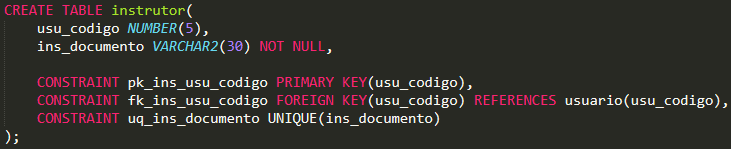 CREATE TABLE instrutor(
    usu_codigo NUMBER(5),
    ins_documento VARCHAR2(30) NOT NULL,

    CONSTRAINT pk_ins_usu_codigo PRIMARY KEY(usu_codigo),
    CONSTRAINT fk_ins_usu_codigo FOREIGN KEY(usu_codigo) REFERENCES usuario(usu_codigo),
    CONSTRAINT uq_ins_documento UNIQUE(ins_documento)
);